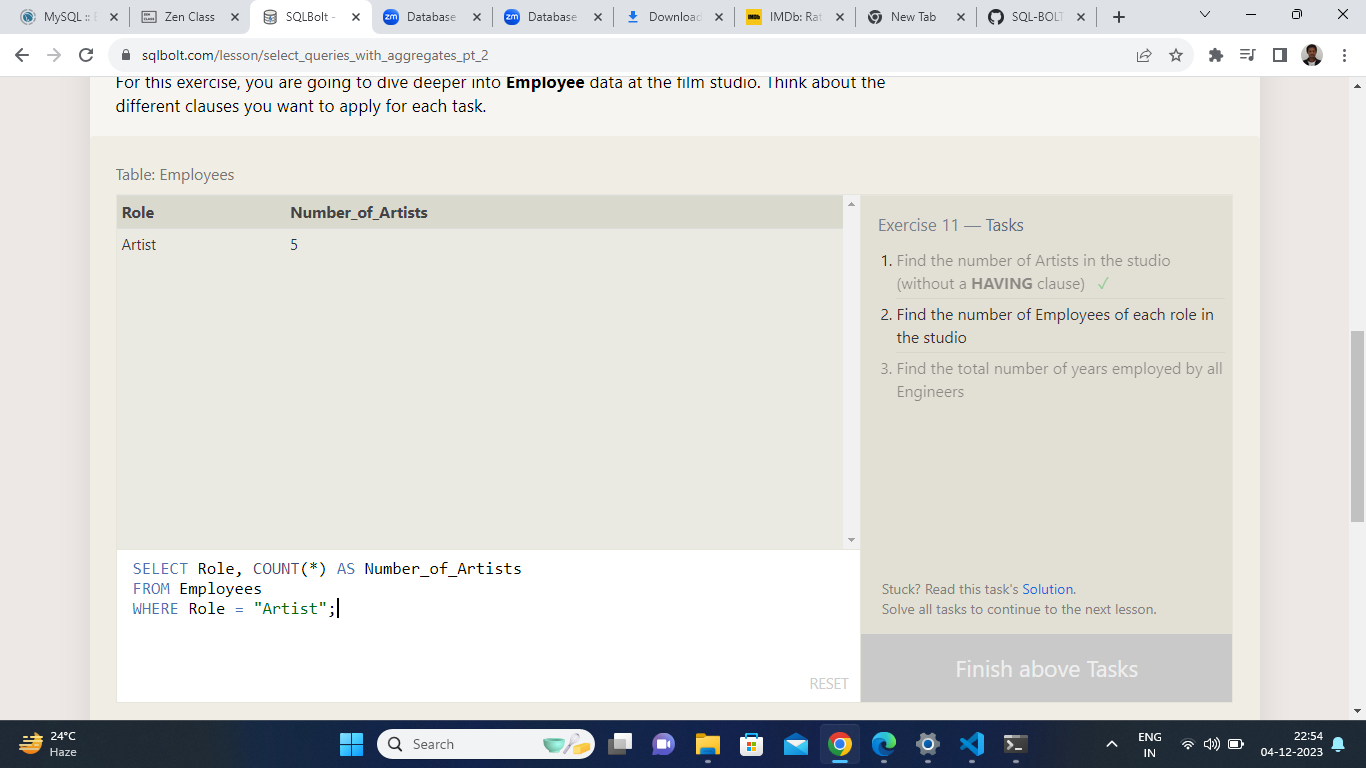 MySQL ::
Zen Class
SQLBolt -
Database
Database
Download
IMDb: Rat
New Tab
SQL-BOLT
sqlbolt.com/lesson/select_queries_with_aggregates_pt_2
For this exercise, you are going to dive deeper into Employee data at the film studio. Think about the
different clauses you want to apply for each task.
Table: Employees
Role Number_of_Artists
Artist 5
Exercise 11 — Tasks
1. Find the number of Artists in the studio
(without a HAVING clause) ✓
2. Find the number of Employees of each role in
the studio
3. Find the total number of years employed by all
Engineers
SELECT Role, COUNT(*) AS Number_of_Artists
FROM Employees
WHERE Role = "Artist";
RESET
Stuck? Read this task's Solution.
Solve all tasks to continue to the next lesson.
Finish above Tasks
24°C
Haze
Search
ENG
IN
22:54
04-12-2023